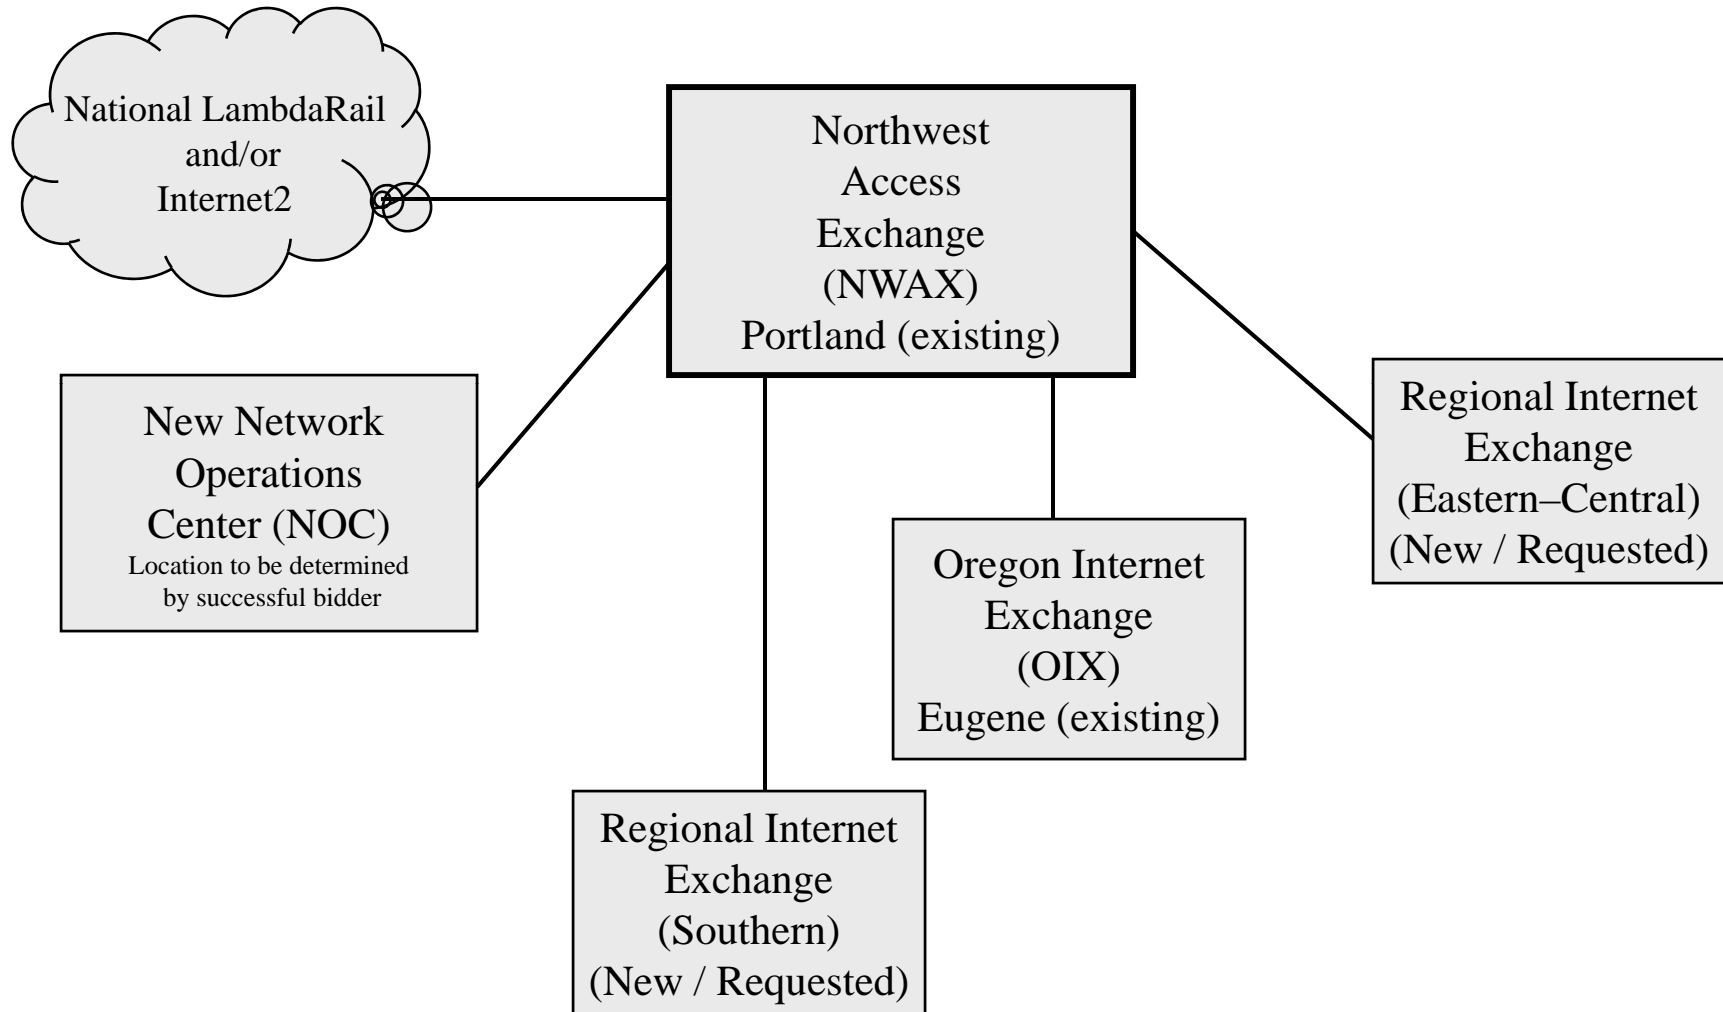 National LambdaRail
and/or
Internet2
Northwest
Access
Exchange
(NWAX)
Portland (existing)
New Network
Operations
Center (NOC)
Location to be determined
by successful bidder
Regional Internet
Exchange
(Eastern–Central)
(New / Requested)
Oregon Internet
Exchange
(OIX)
Eugene (existing)
Regional Internet
Exchange
(Southern)
(New / Requested)